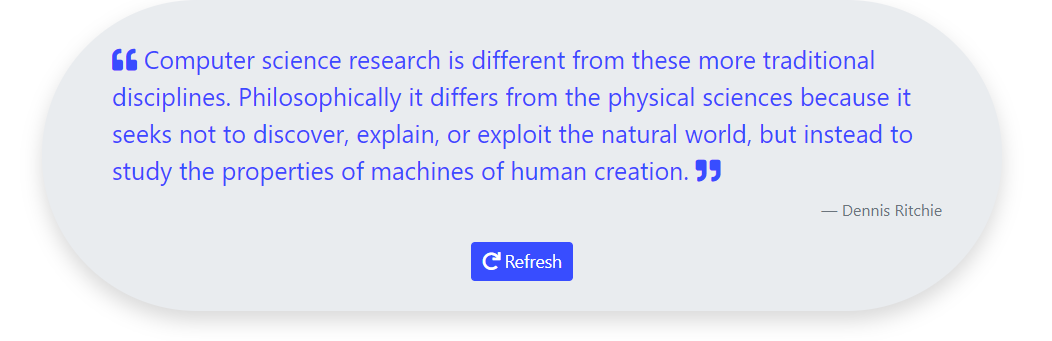 ❝ Computer science research is different from these more traditional
disciplines. Philosophically it differs from the physical sciences because it
seeks not to discover, explain, or exploit the natural world, but instead to
study the properties of machines of human creation. ❞
— Dennis Ritchie
Refresh